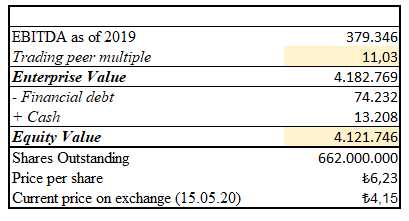 EBITDA as of 2019 379.346
Trading peer multiple 11,03
Enterprise Value 4.182.769
- Financial debt 74.232
+ Cash 13.208
Equity Value 4.121.746
Shares Outstanding 662.000.000
Price per share ₺6,23
Current price on exchange (15.05.20) ₺4,15